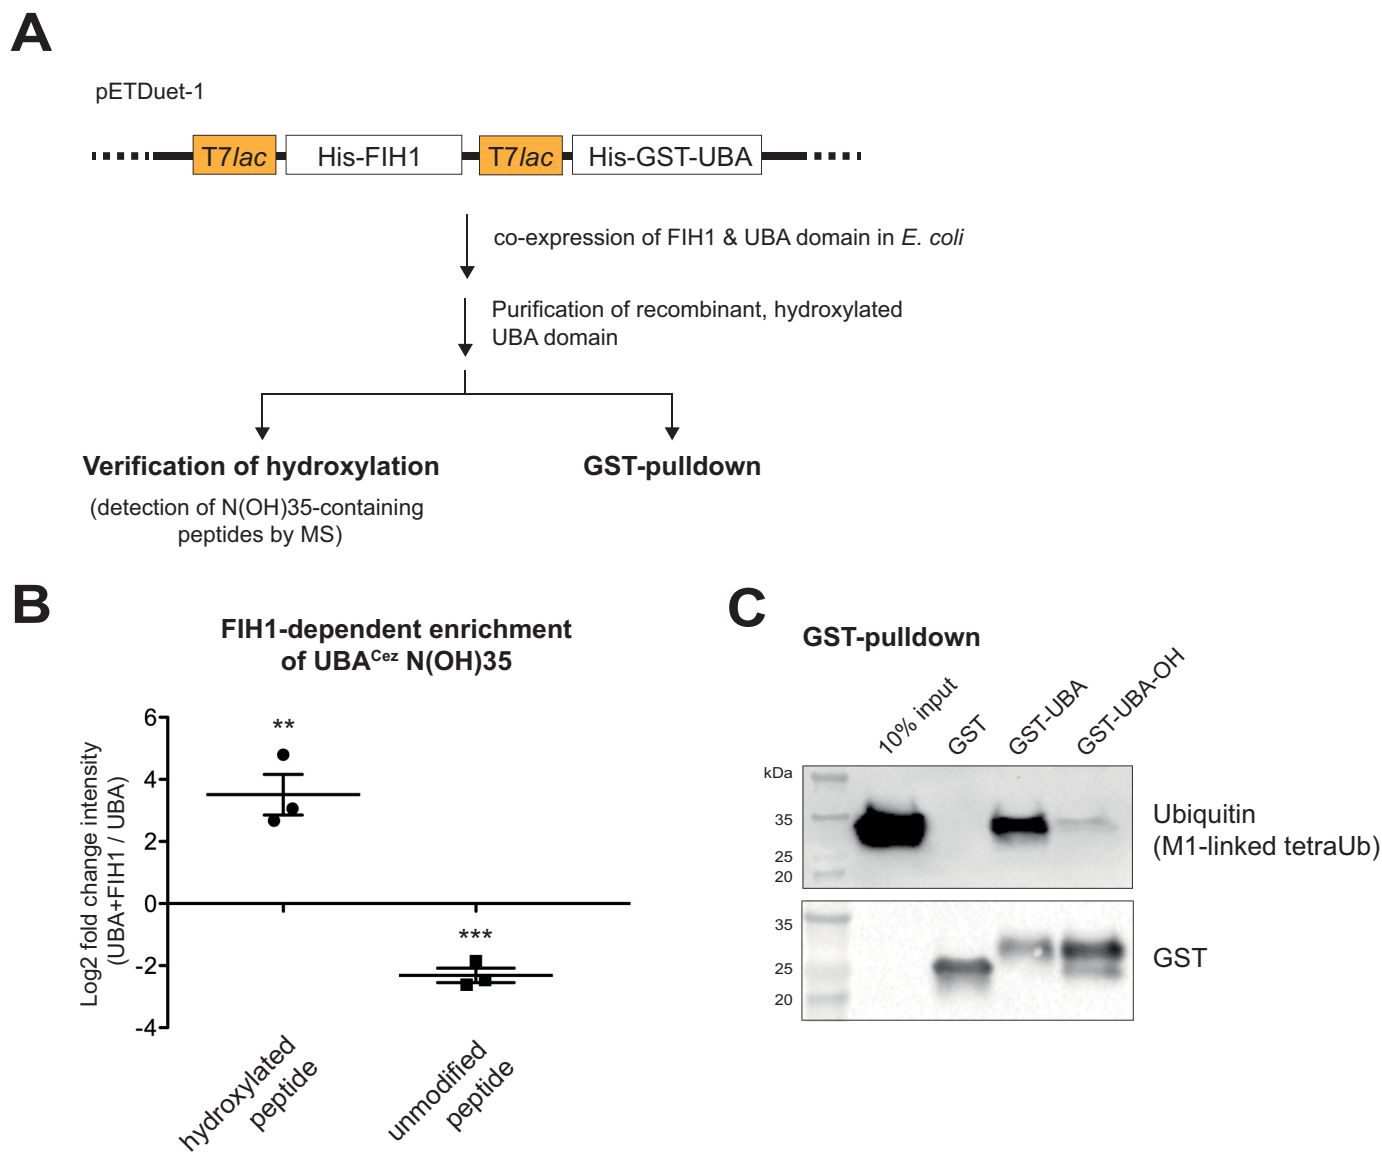 A
pETDuet-1
T7lac His-FIH1 T7lac His-GST-UBA
co-expression of FIH1 & UBA domain in E. coli
Purification of recombinant, hydroxylated
UBA domain
Verification of hydroxylation
(detection of N(OH)35-containing
peptides by MS)
GST-pulldown
B
FIH1-dependent enrichment
of UBACez N(OH)35
Log2 fold change intensity
(UBA+FIH1 / UBA)
6
4
2
0
-2
-4
**
***
hydroxylated
peptide
unmodified
peptide
C
GST-pulldown
10% input
GST
GST-UBA
GST-UBA-OH
kDa
35
25
20
Ubiquitin
(M1-linked tetraUb)
35
25
20
GST